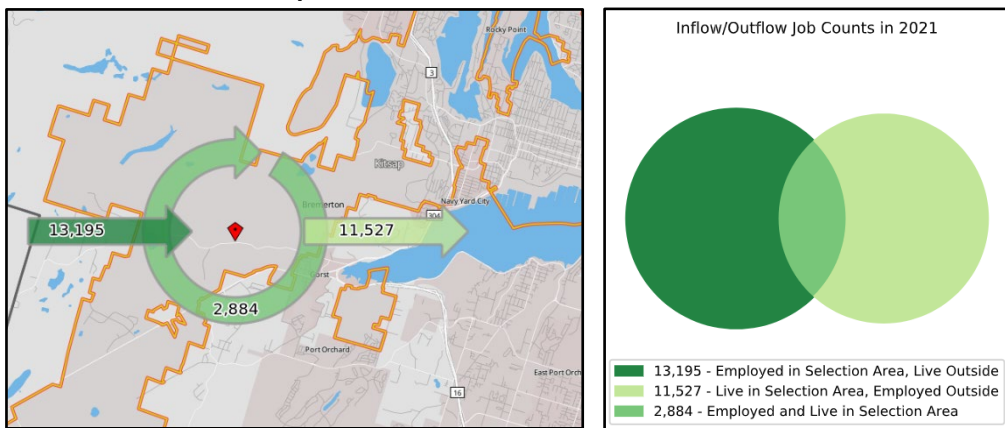 Rocky Point
3
Kitsap
Navy Yard City
Bremerton
304
13,195
11,527
Gorst
2,884
Port Orchard
East Port Orch
16
Inflow/Outflow Job Counts in 2021
13,195 - Employed in Selection Area, Live Outside
11,527 - Live in Selection Area, Employed Outside
2,884 - Employed and Live in Selection Area